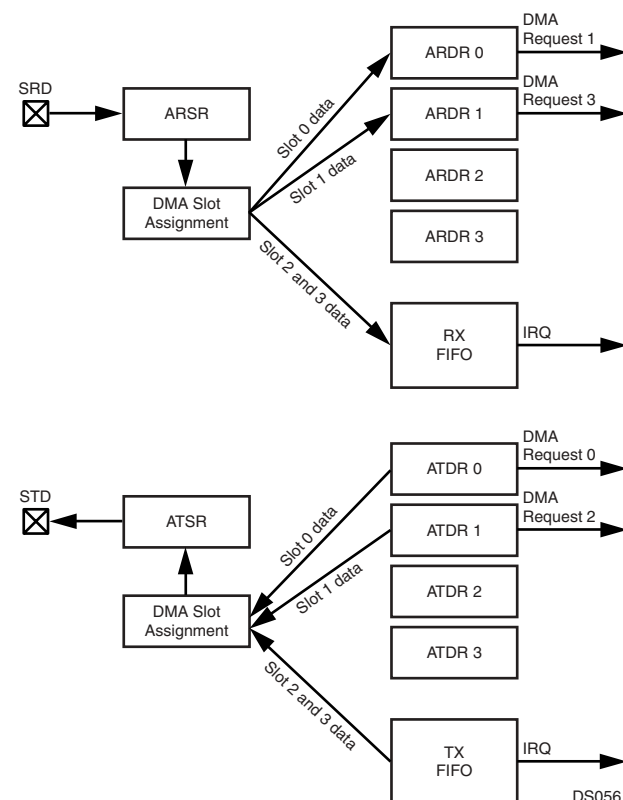 SRD
ARSR
DMA Slot
Assignment
Slot 0 data
Slot 1 data
Slot 2 and 3 data
ARDR 0
DMA
Request 1
ARDR 1
DMA
Request 3
ARDR 2
ARDR 3
RX
FIFO
IRQ
STD
ATSR
DMA Slot
Assignment
Slot 0 data
Slot 1 data
Slot 2 and 3 data
ATDR 0
DMA
Request 0
ATDR 1
DMA
Request 2
ATDR 2
ATDR 3
TX
FIFO
IRQ
DS056